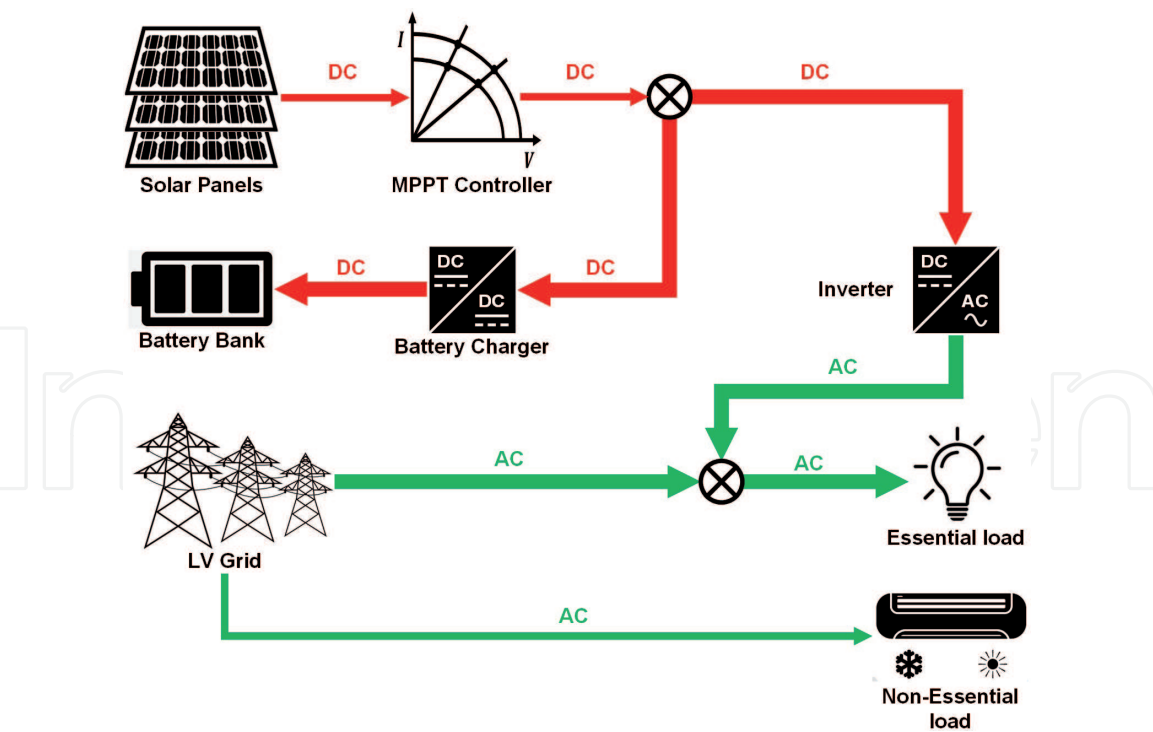 I
V
DC
DC
DC
Solar Panels
MPPT Controller
DC
DC
DC
DC
Inverter
DC
AC
Battery Bank
Battery Charger
AC
AC
AC
LV Grid
Essential load
AC
Non-Essential
load